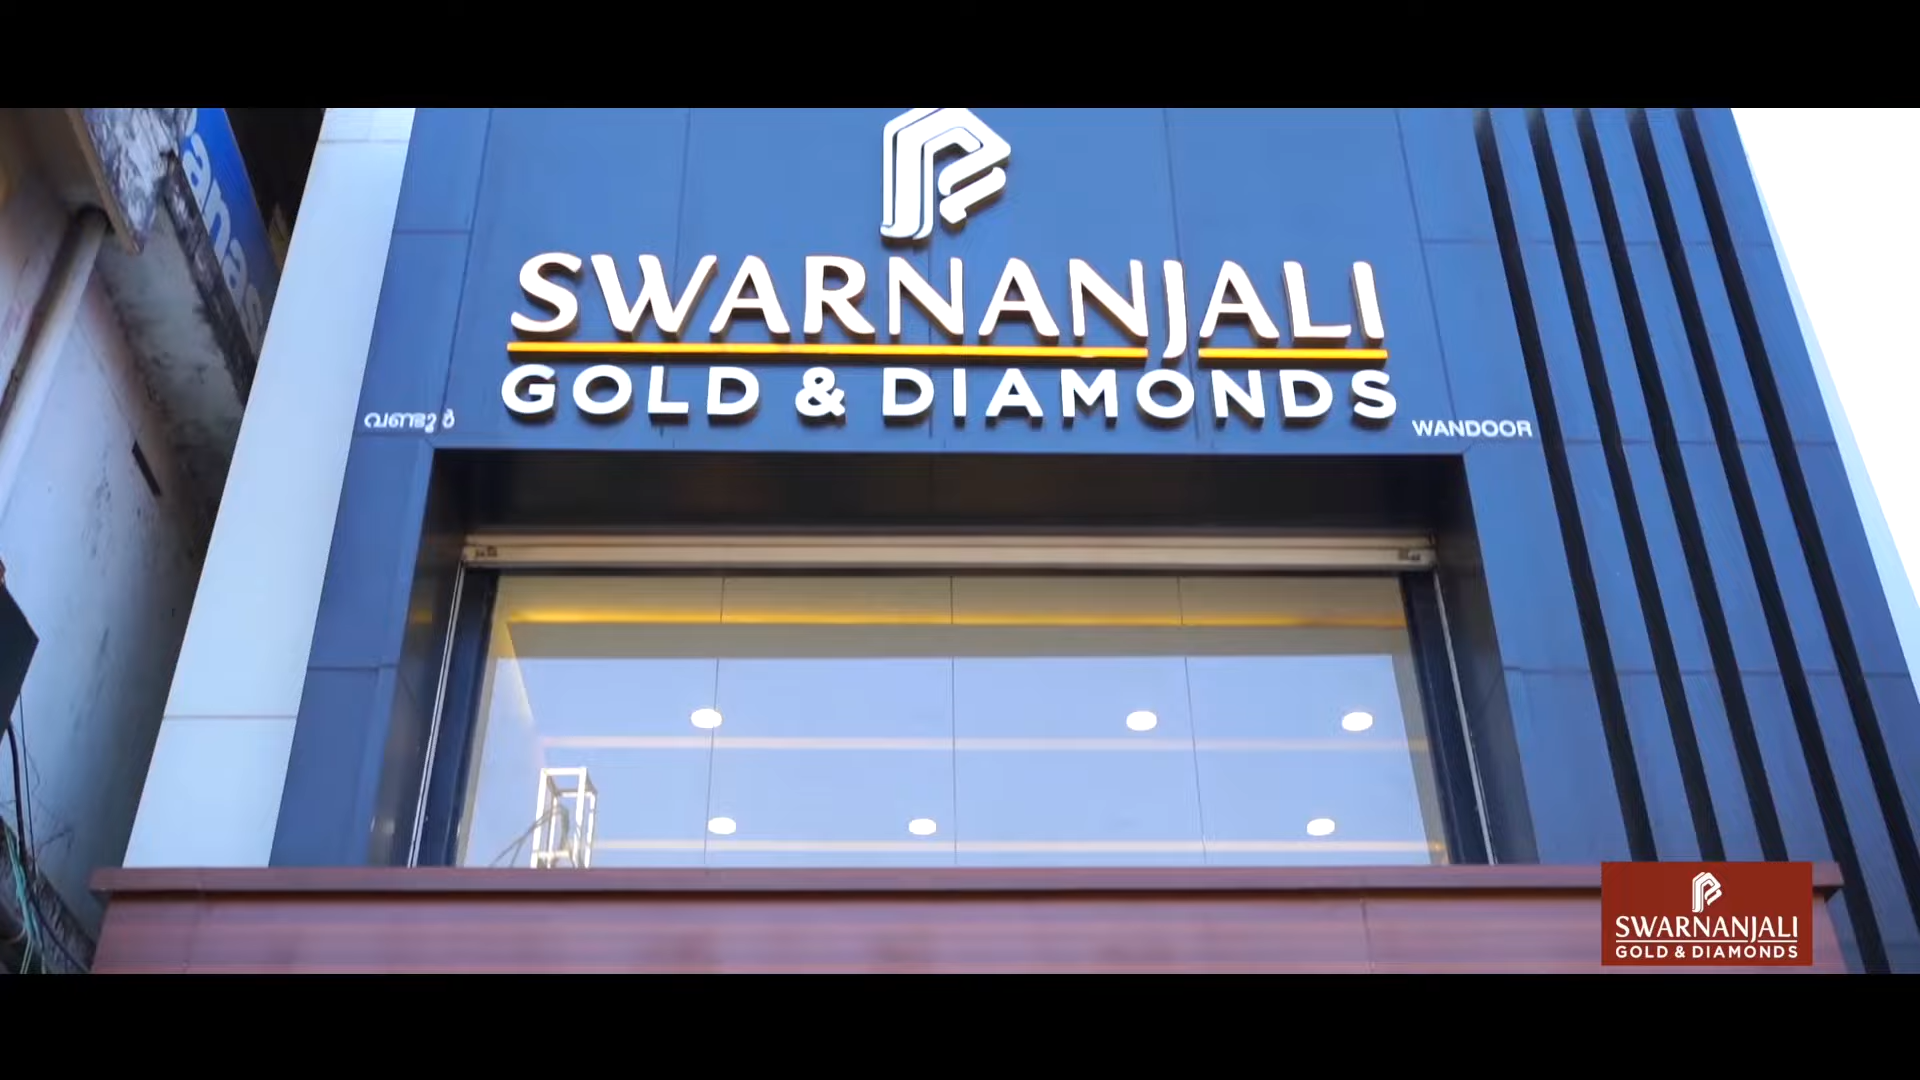 SWARNANJALI
GOLD & DIAMONDS
വണ്ടൂർ
WANDOOR
SWARNANJALI
GOLD & DIAMONDS